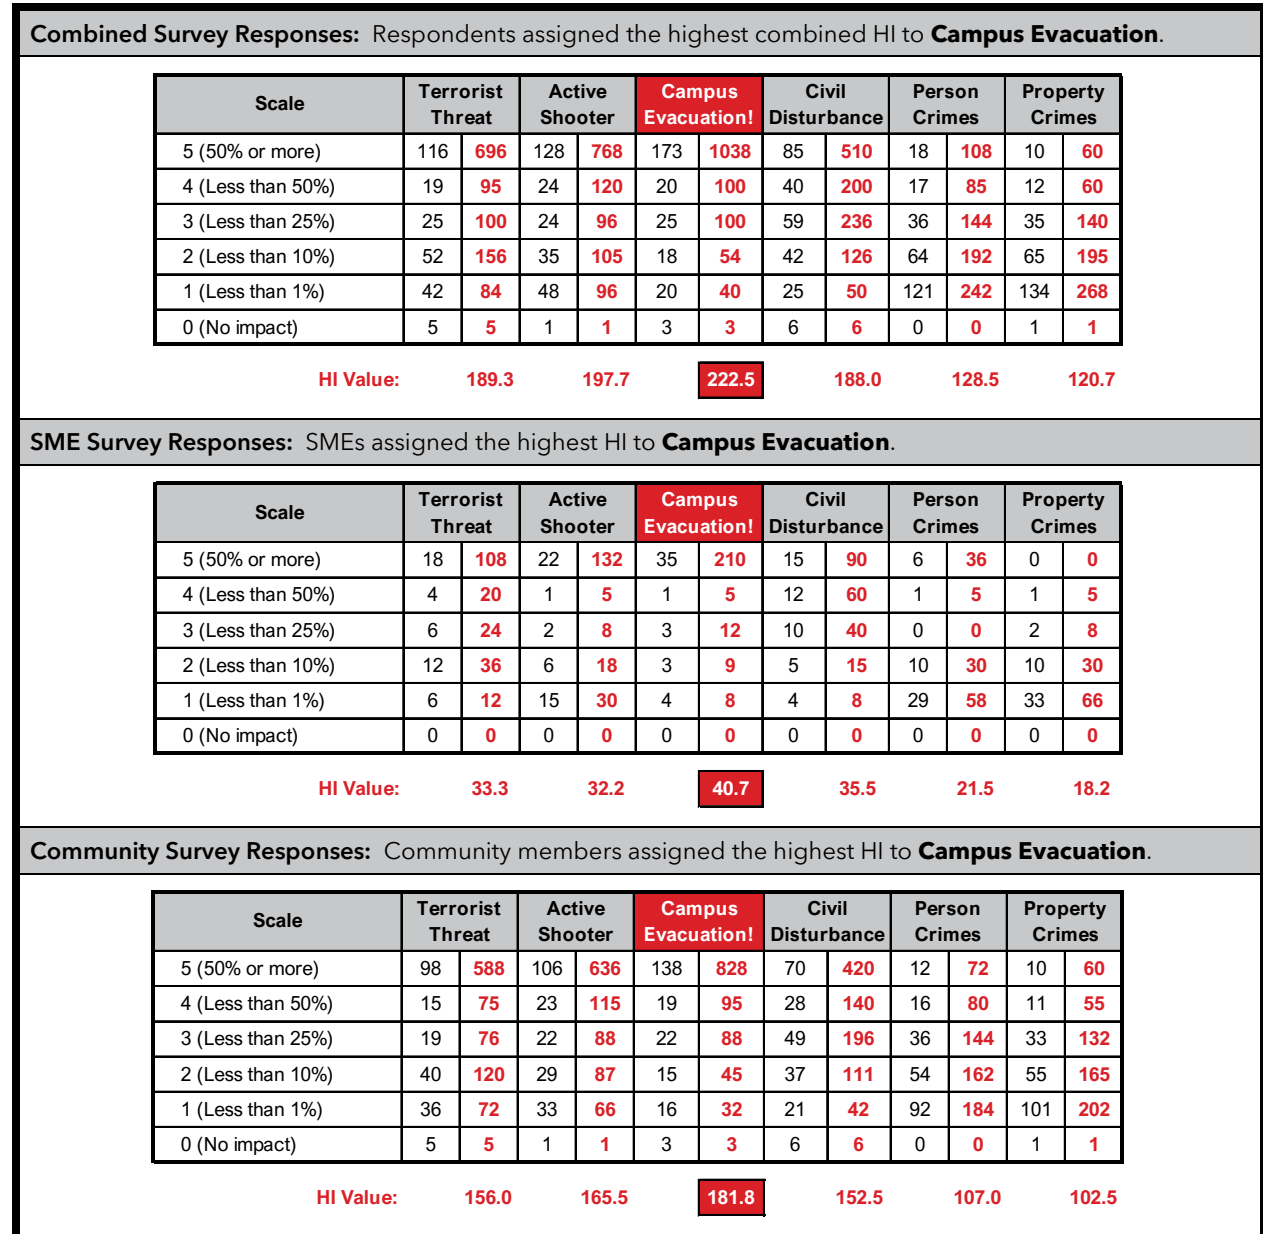 Combined Survey Responses: Respondents assigned the highest combined HI to Campus Evacuation.
Scale Terrorist Threat Active Shooter Campus Evacuation! Civil Disturbance Person Crimes Property Crimes
5 (50% or more) 116 696 128 768 173 1038 85 510 18 108 10 60
4 (Less than 50%) 19 95 24 120 20 100 40 200 17 85 12 60
3 (Less than 25%) 25 100 24 96 25 100 59 236 36 144 35 140
2 (Less than 10%) 52 156 35 105 18 54 42 126 64 192 65 195
1 (Less than 1%) 42 84 48 96 20 40 25 50 121 242 134 268
0 (No impact) 5 5 1 1 3 3 6 6 0 0 1 1
HI Value: 189.3 197.7 222.5 188.0 128.5 120.7
SME Survey Responses: SMEs assigned the highest HI to Campus Evacuation.
Scale Terrorist Threat Active Shooter Campus Evacuation! Civil Disturbance Person Crimes Property Crimes
5 (50% or more) 18 108 22 132 35 210 15 90 6 36 0 0
4 (Less than 50%) 4 20 1 5 1 5 12 60 1 5 1 5
3 (Less than 25%) 6 24 2 8 3 12 10 40 0 0 2 8
2 (Less than 10%) 12 36 6 18 3 9 5 15 10 30 10 30
1 (Less than 1%) 6 12 15 30 4 8 4 8 29 58 33 66
0 (No impact) 0 0 0 0 0 0 0 0 0 0 0 0
HI Value: 33.3 32.2 40.7 35.5 21.5 18.2
Community Survey Responses: Community members assigned the highest HI to Campus Evacuation.
Scale Terrorist Threat Active Shooter Campus Evacuation! Civil Disturbance Person Crimes Property Crimes
5 (50% or more) 98 588 106 636 138 828 70 420 12 72 10 60
4 (Less than 50%) 15 75 23 115 19 95 28 140 16 80 11 55
3 (Less than 25%) 19 76 22 88 22 88 49 196 36 144 33 132
2 (Less than 10%) 40 120 29 87 15 45 37 111 54 162 55 165
1 (Less than 1%) 36 72 33 66 16 32 21 42 92 184 101 202
0 (No impact) 5 5 1 1 3 3 6 6 0 0 1 1
HI Value: 156.0 165.5 181.8 152.5 107.0 102.5